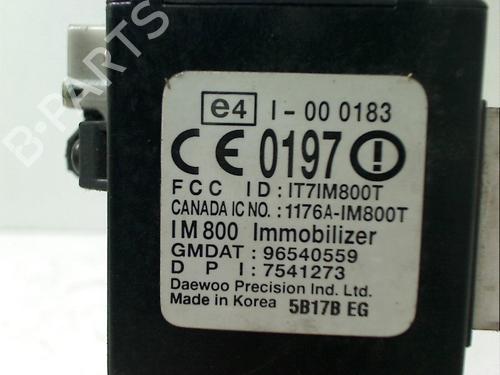 e4 I-00 0183
CE 0197
FCC ID : IT7IM800T
CANADA IC NO. : 1176A-IM800T
IM800 Immobilizer
GMDAT : 96540559
D P I : 7541273
Daewoo Precision Ind. Ltd.
Made in Korea 5B17B EG
B-PARTS